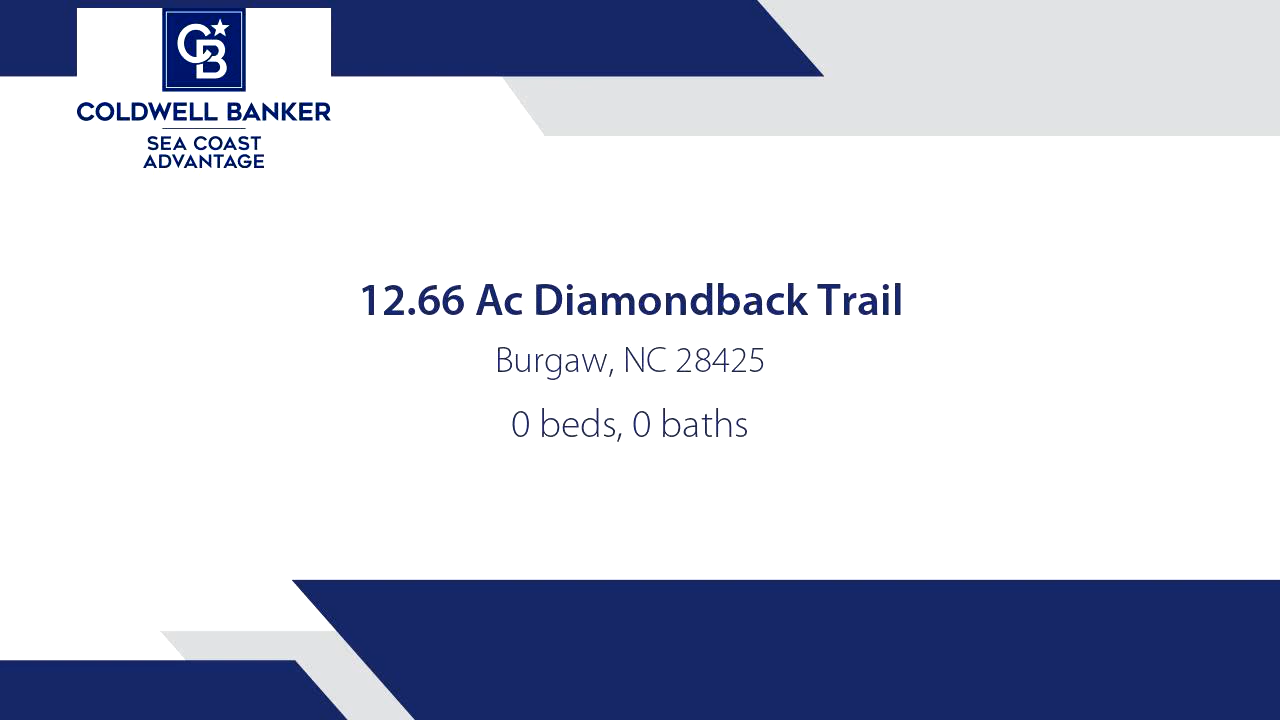 CB
COLDWELL BANKER
SEA COAST
ADVANTAGE
12.66 Ac Diamondback Trail
Burgaw, NC 28425
0 beds, 0 baths